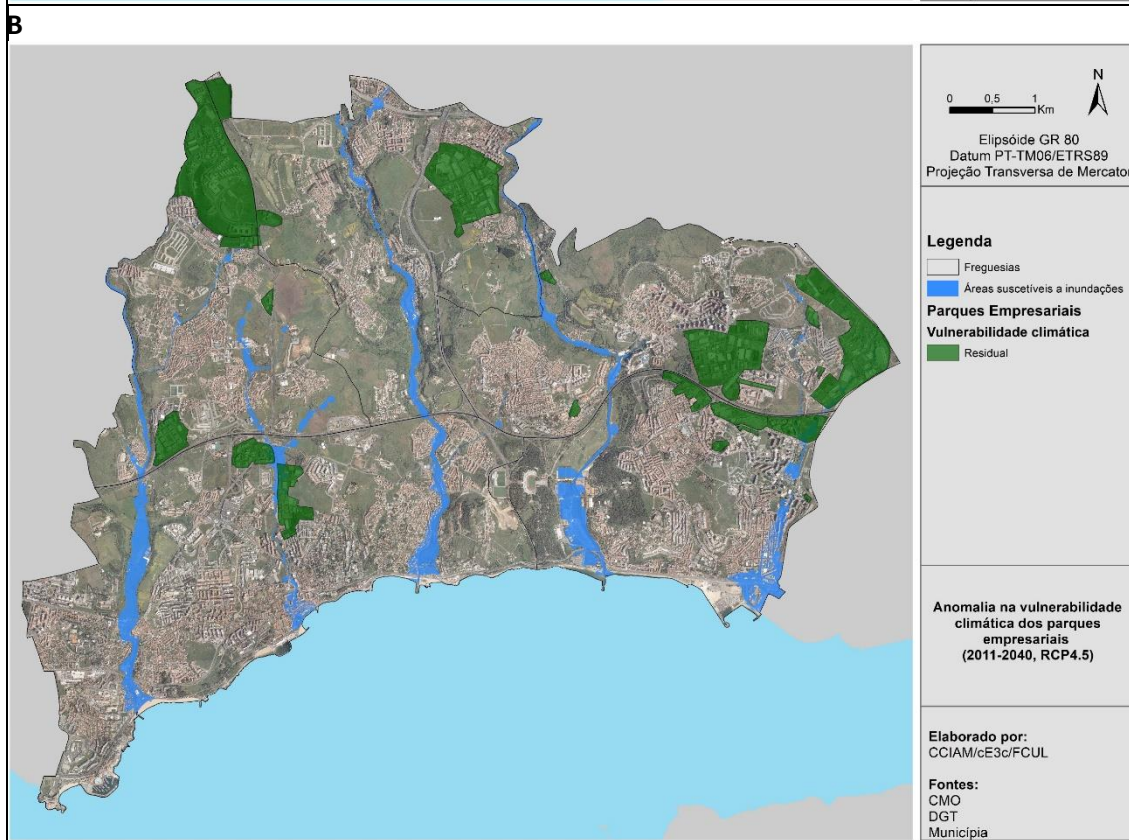 B
N
0 0,5 1
Km
Elipsóide GR 80
Datum PT-TM06/ETRS89
Projeção Transversa de Mercator
Legenda
Freguesias
Áreas suscetíveis a inundações
Parques Empresariais
Vulnerabilidade climática
Residual
Anomalia na vulnerabilidade
climática dos parques
empresariais
(2011-2040, RCP4.5)
Elaborado por:
CCIAM/cE3c/FCUL
Fontes:
CMO
DGT
Municípia